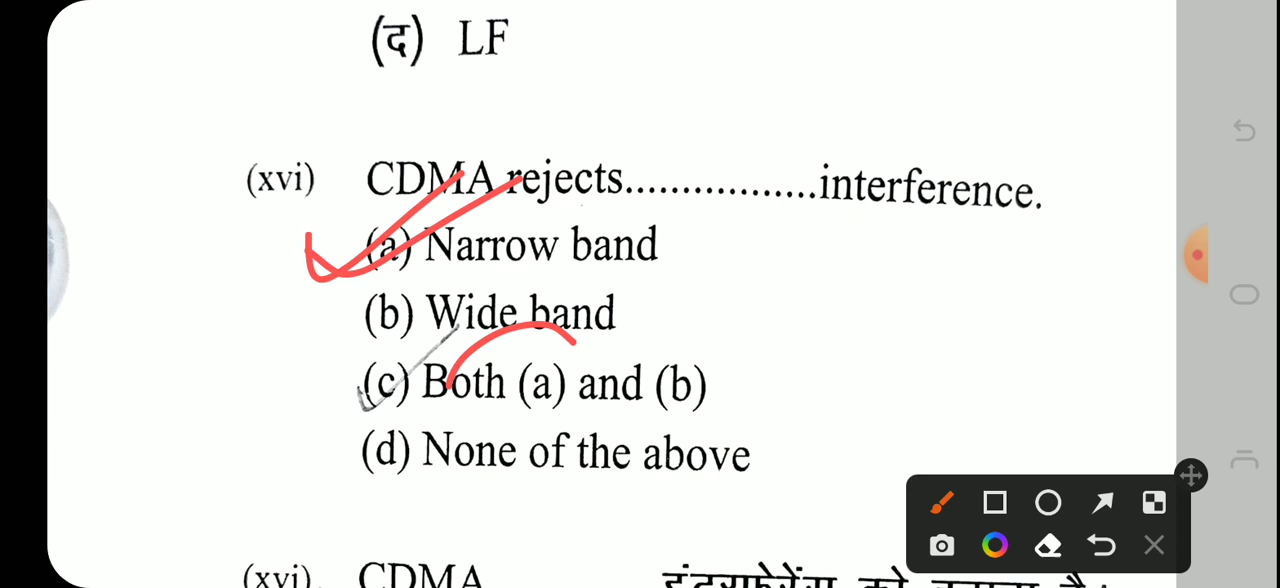 (द) LF
(xvi) CDMA rejects.................interference.
(a) Narrow band
(b) Wide band
(c) Both (a) and (b)
(d) None of the above
(xvi) CDMA